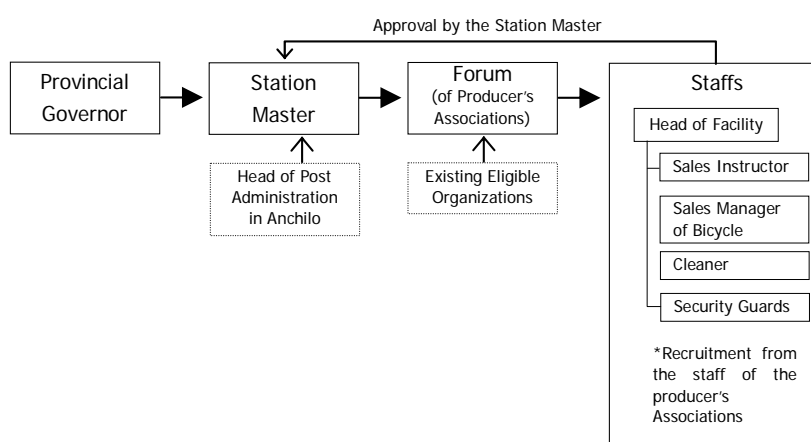 Approval by the Station Master
Provincial
Governor
Station
Master
Forum
(of Producer's
Associations)
Staffs
Head of Post
Administration
in Anchilo
Existing Eligible
Organizations
Head of Facility
Sales Instructor
Sales Manager
of Bicycle
Cleaner
Security Guards
*Recruitment from
the staff of the
producer's
Associations